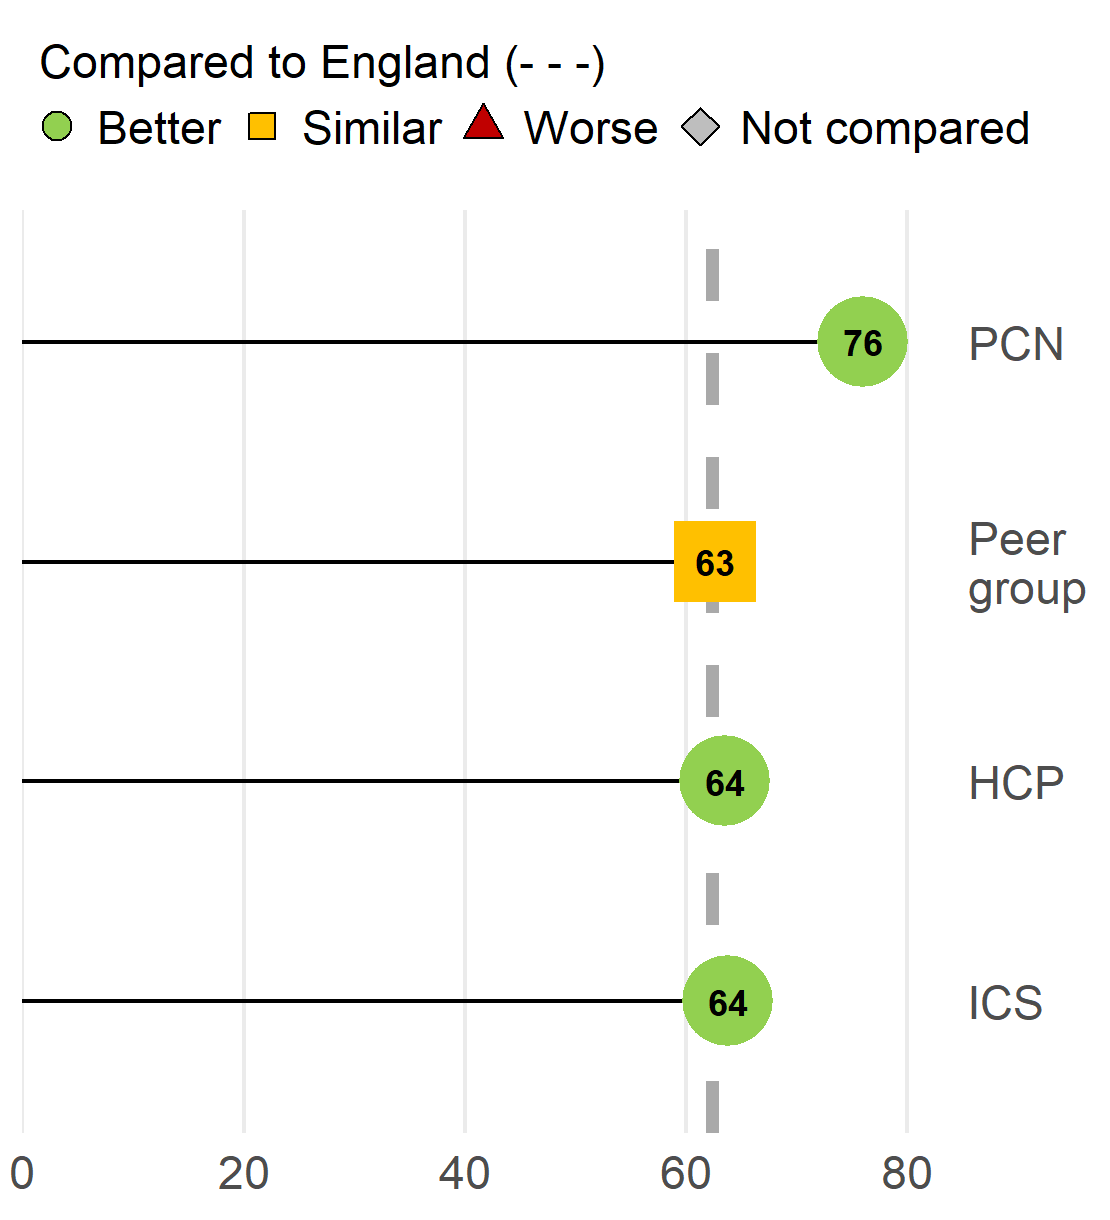 Compared to England (- - -)
Better Similar Worse Not compared
76 PCN
Peer
63
group
64 HCP
64 ICS
0 20 40 60 80